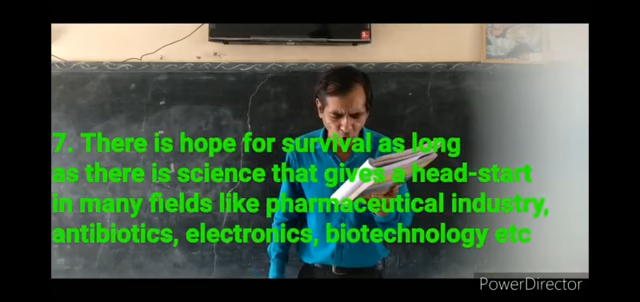 7. There is hope for survival as long
as there is science that gives a head-start
in many fields like pharmaceutical industry,
antibiotics, electronics, biotechnology etc
PowerDirector